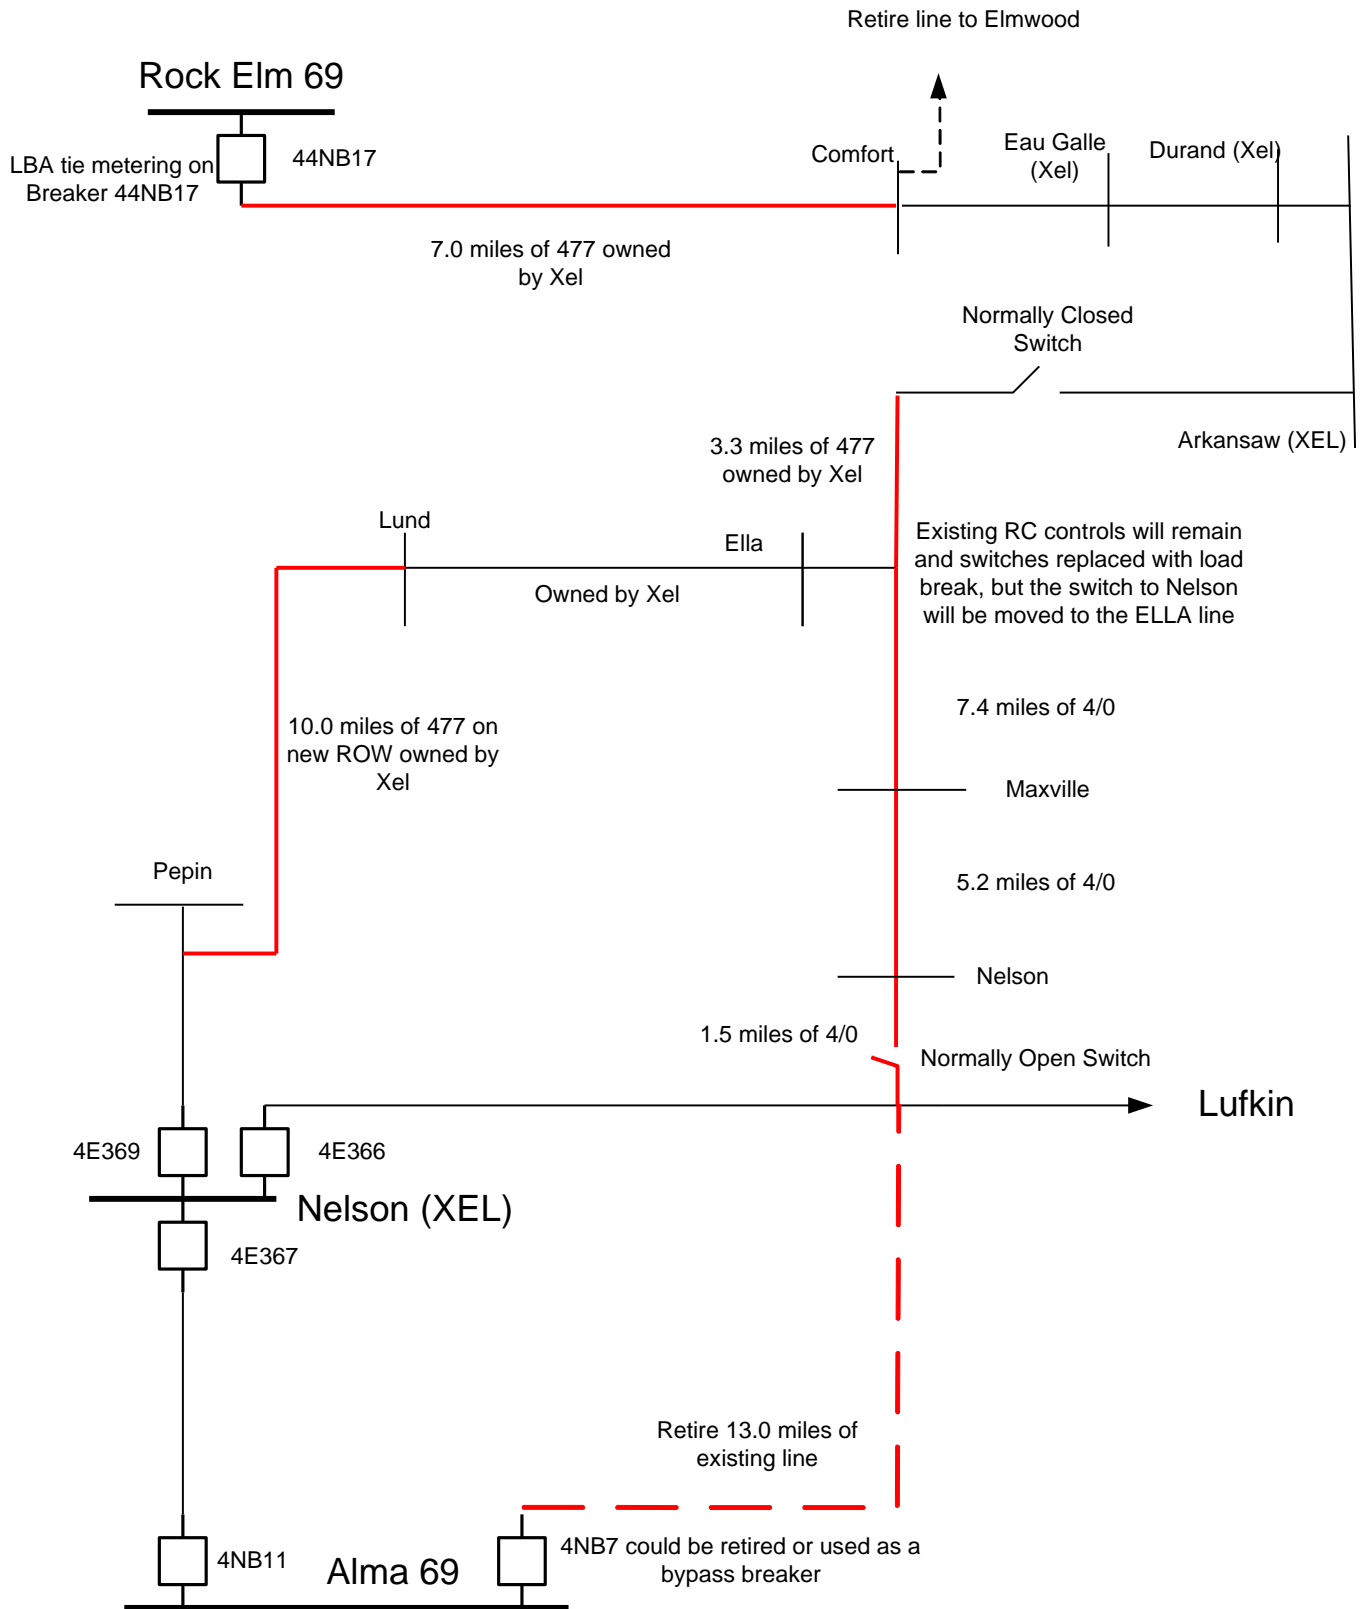 Retire line to Elmwood
Rock Elm 69
LBA tie metering on
Breaker 44NB17
44NB17
Comfort
Eau Galle
(Xel)
Durand (Xel)
7.0 miles of 477 owned
by Xel
Normally Closed
Switch
Arkansaw (XEL)
3.3 miles of 477
owned by Xel
Lund
Ella
Owned by Xel
Existing RC controls will remain
and switches replaced with load
break, but the switch to Nelson
will be moved to the ELLA line
10.0 miles of 477 on
new ROW owned by
Xel
7.4 miles of 4/0
Maxville
Pepin
5.2 miles of 4/0
Nelson
1.5 miles of 4/0
Normally Open Switch
Lufkin
4E369
4E366
Nelson (XEL)
4E367
Retire 13.0 miles of
existing line
4NB11
Alma 69
4NB7 could be retired or used as a
bypass breaker